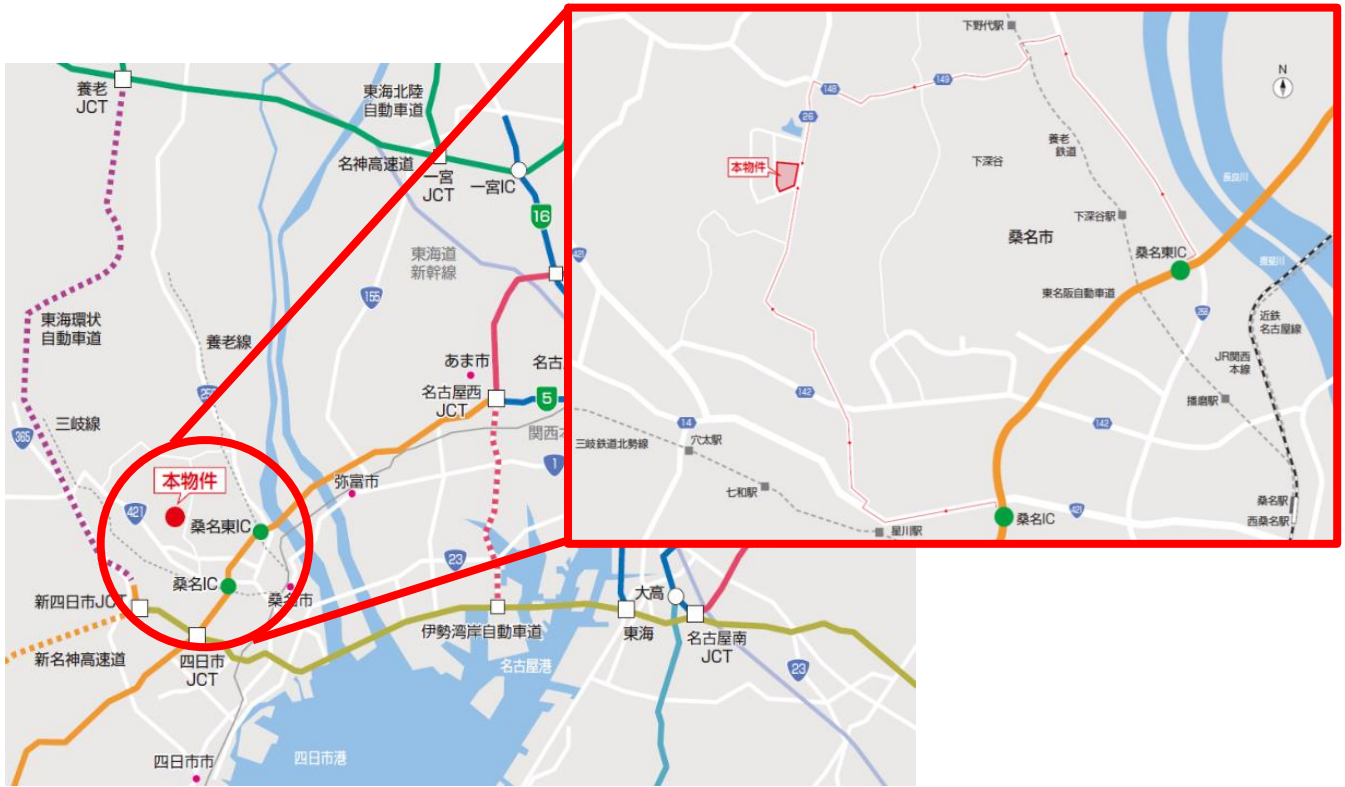 養老
JCT
東海北陸
自動車道
名神高速道
一宮
JCT
一宮IC
16
東海道
新幹線
155
東海環状
自動車道
養老線
258
あま市
名古屋西
JCT
5
三岐線
365
関西本
1
弥富市
本物件
421
桑名東IC
桑名IC
桑名市
23
新四日市JCT
新名神高速道
四日市
JCT
伊勢湾岸自動車道
大高
東海
名古屋南
JCT
23
名古屋港
四日市港
四日市市
下野代駅
N
149
148
26
養老
鉄道
下深谷
本物件
長良川
下深谷駅
桑名市
桑名東IC
421
揖斐川
東名阪自動車道
258
近鉄
名古屋線
JR関西
本線
142
播磨駅
142
14
三岐鉄道北勢線
穴太駅
七和駅
桑名駅
西桑名駅
桑名IC
421
星川駅